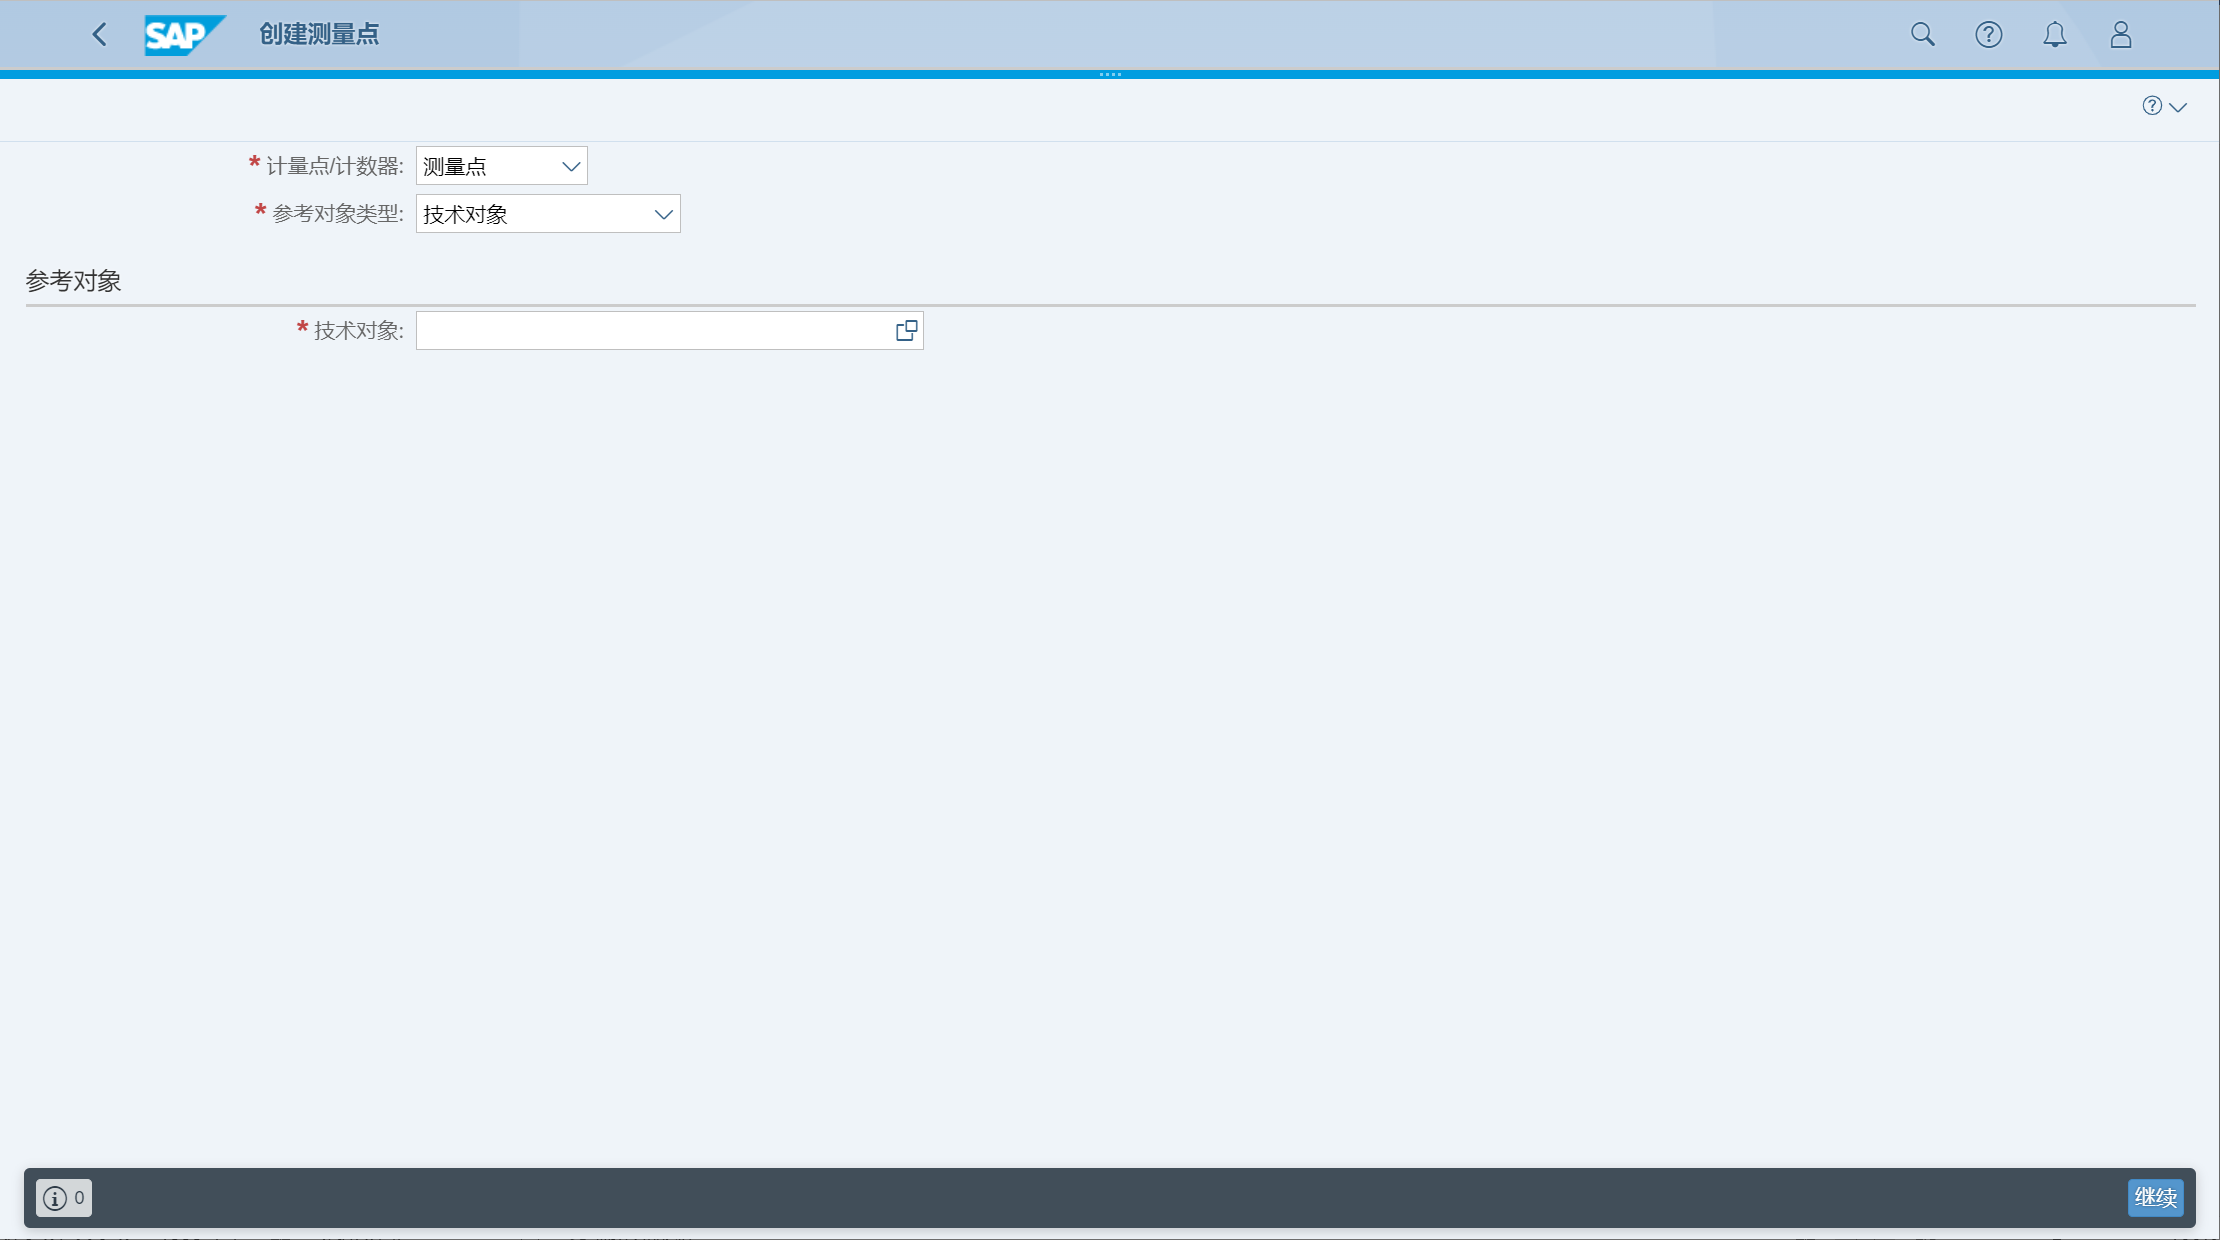 SAP 创建测量点
* 计量点/计数器: 测量点
* 参考对象类型: 技术对象
参考对象
* 技术对象:
0 继续